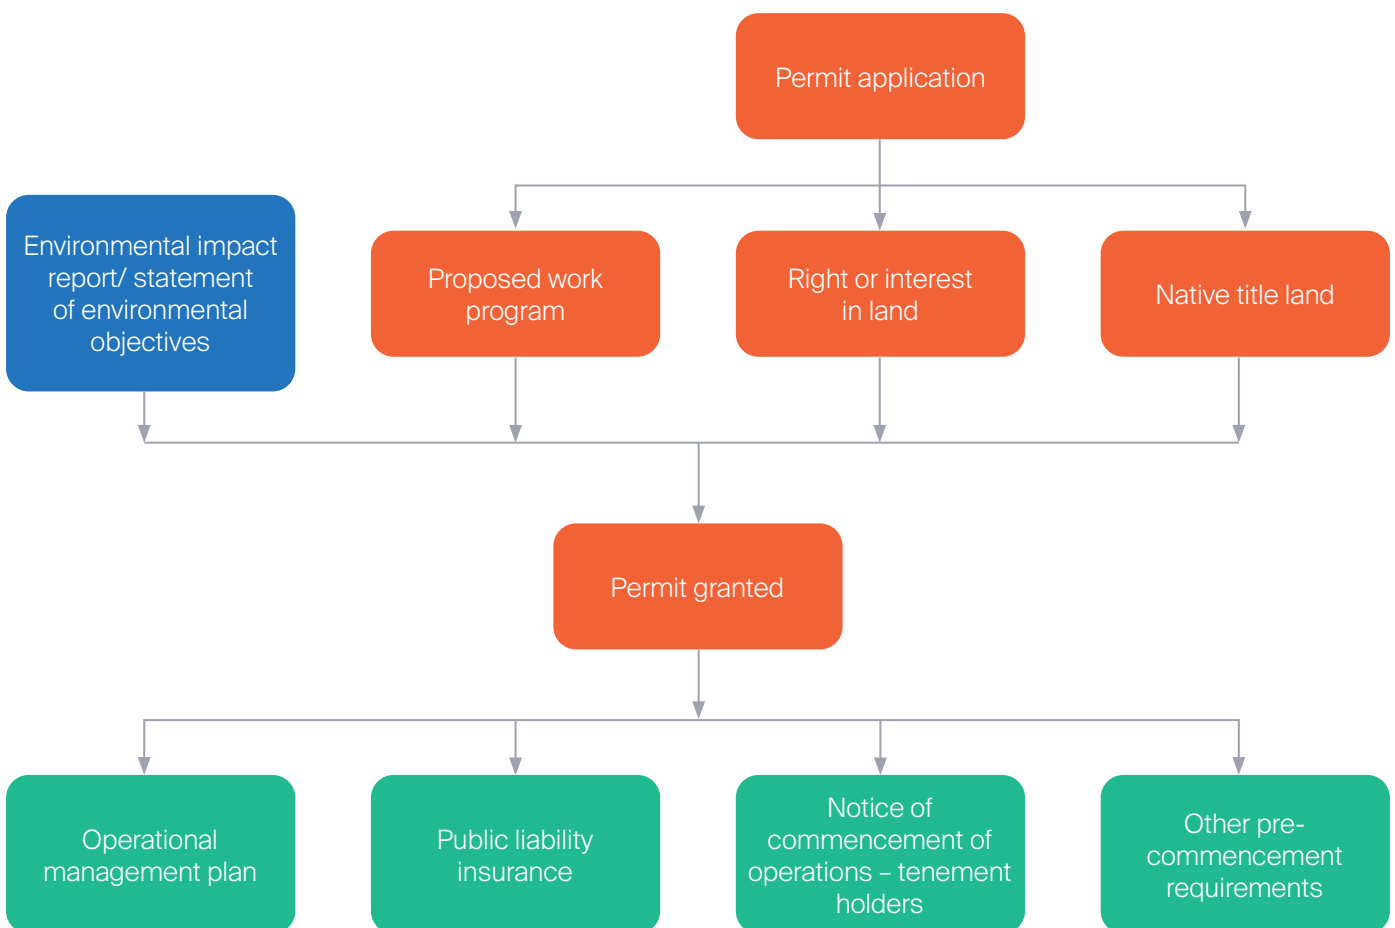 Permit application
Environmental impact
report/ statement
of environmental
objectives
Proposed work
program
Right or interest
in land
Native title land
Permit granted
Operational
management plan
Public liability
insurance
Notice of
commencement of
operations – tenement
holders
Other pre-
commencement
requirements